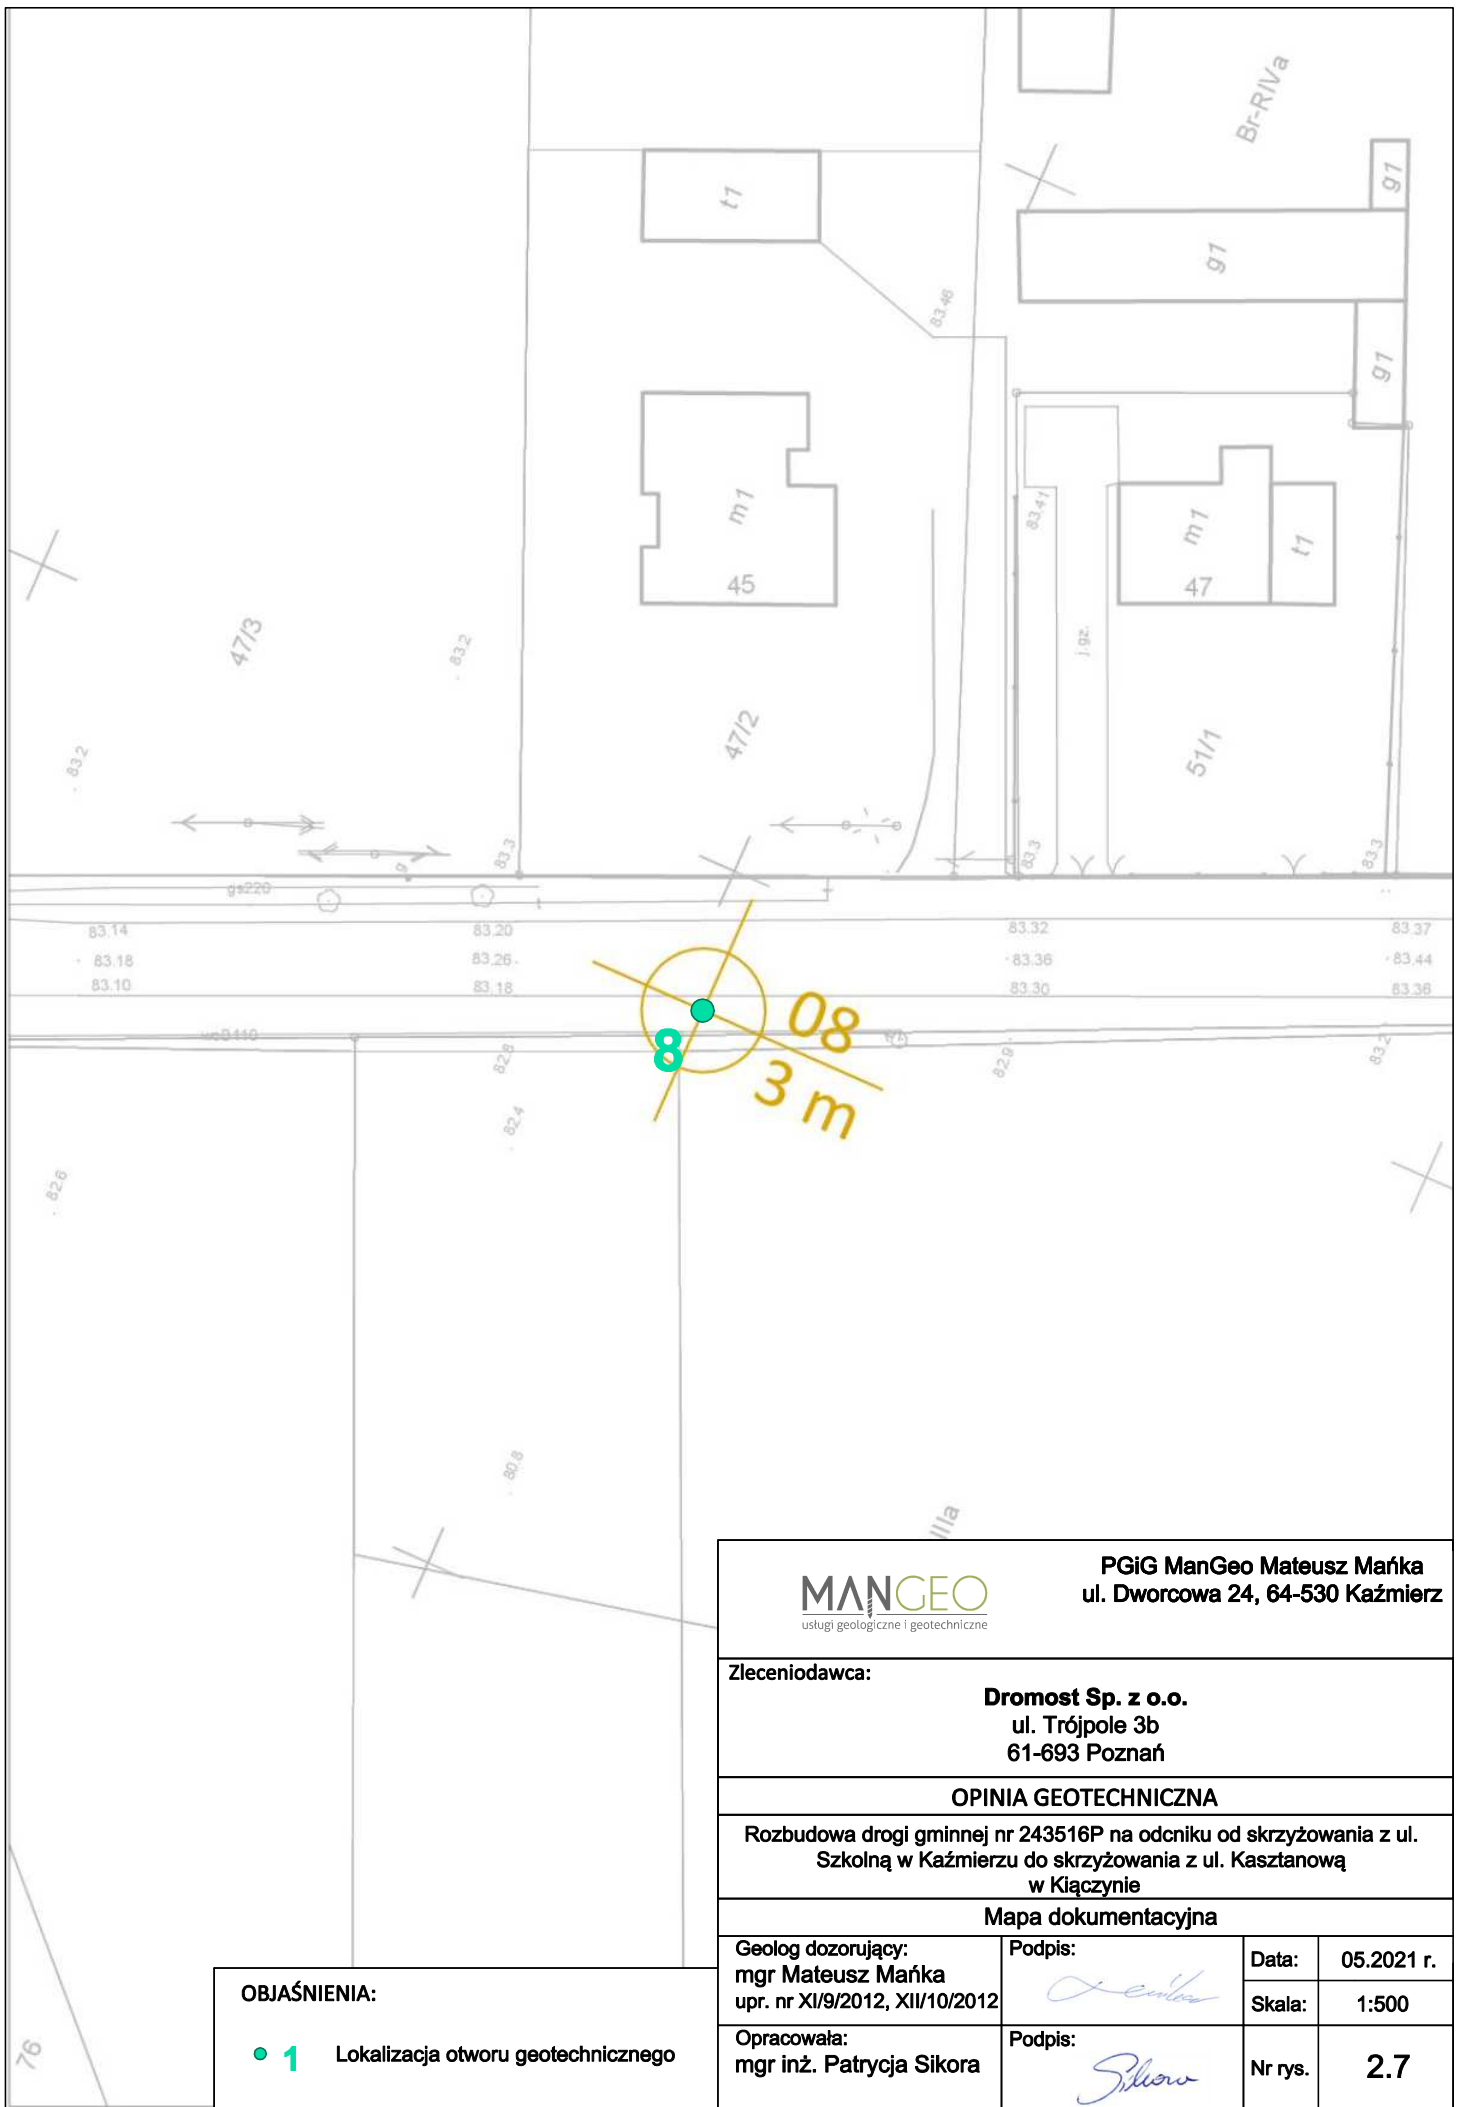 Br-RIVa
t1
g1
g1
83.46
g1
m1
45
83.41
m1
47
t1
47/3
83.2
j.gz.
47/2
51/1
83.2
83.3
83.3
83.3
g
gs220
83.14
83.20
83.32
83.37
83.18
83.26
83.36
83.44
83.10
83.18
83.30
83.36
08
3 m
8
82.8
82.9
83.2
82.4
82.6
80.8
IIIa
76
MANGEO
usługi geologiczne i geotechniczne
PGiG ManGeo Mateusz Mańka
ul. Dworcowa 24, 64-530 Kaźmierz
Zleceniodawca:
Dromost Sp. z o.o.
ul. Trójpole 3b
61-693 Poznań
OPINIA GEOTECHNICZNA
Rozbudowa drogi gminnej nr 243516P na odcniku od skrzyżowania z ul.
Szkolną w Kaźmierzu do skrzyżowania z ul. Kasztanową
w Kiączynie
Mapa dokumentacyjna
Geolog dozorujący:
mgr Mateusz Mańka
upr. nr XI/9/2012, XII/10/2012
Podpis:
Data:
05.2021 r.
Skala:
1:500
Opracowała:
mgr inż. Patrycja Sikora
Podpis:
Sikora
Nr rys.
2.7
OBJAŚNIENIA:
1 Lokalizacja otworu geotechnicznego